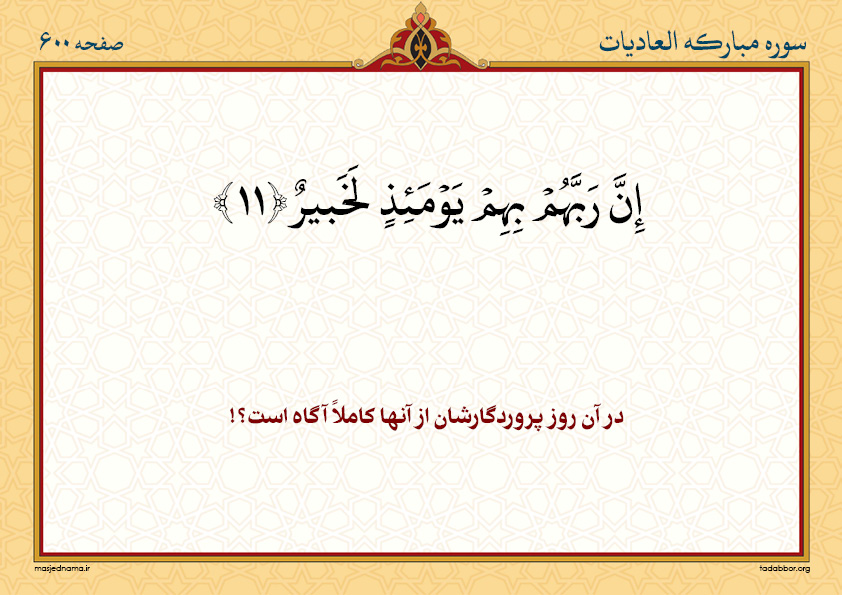 سوره مبارکه العادیات
صفحه ۶۰۰
إِنَّ رَبَّهُمْ بِهِمْ يَوْمَئِذٍ لَخَبِيرٌ ﴿۱۱﴾
در آن روز پروردگارشان از آنها کاملاً آگاه است؟!
masjednama.ir
tadabbor.org